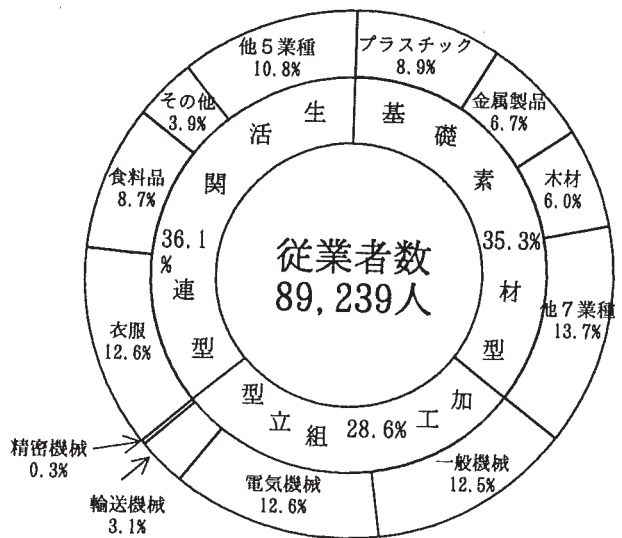 他5業種
10.8%
プラスチック
8.9%
金属製品
6.7%
木材
6.0%
他7業種
13.7%
一般機械
12.5%
電気機械
12.6%
輸送機械
3.1%
精密機械
0.3%
衣服
12.6%
食料品
8.7%
その他
3.9%
基礎素材型
35.3%
加工組立型
28.6%
生活関連型
36.1%
従業者数
89,239人